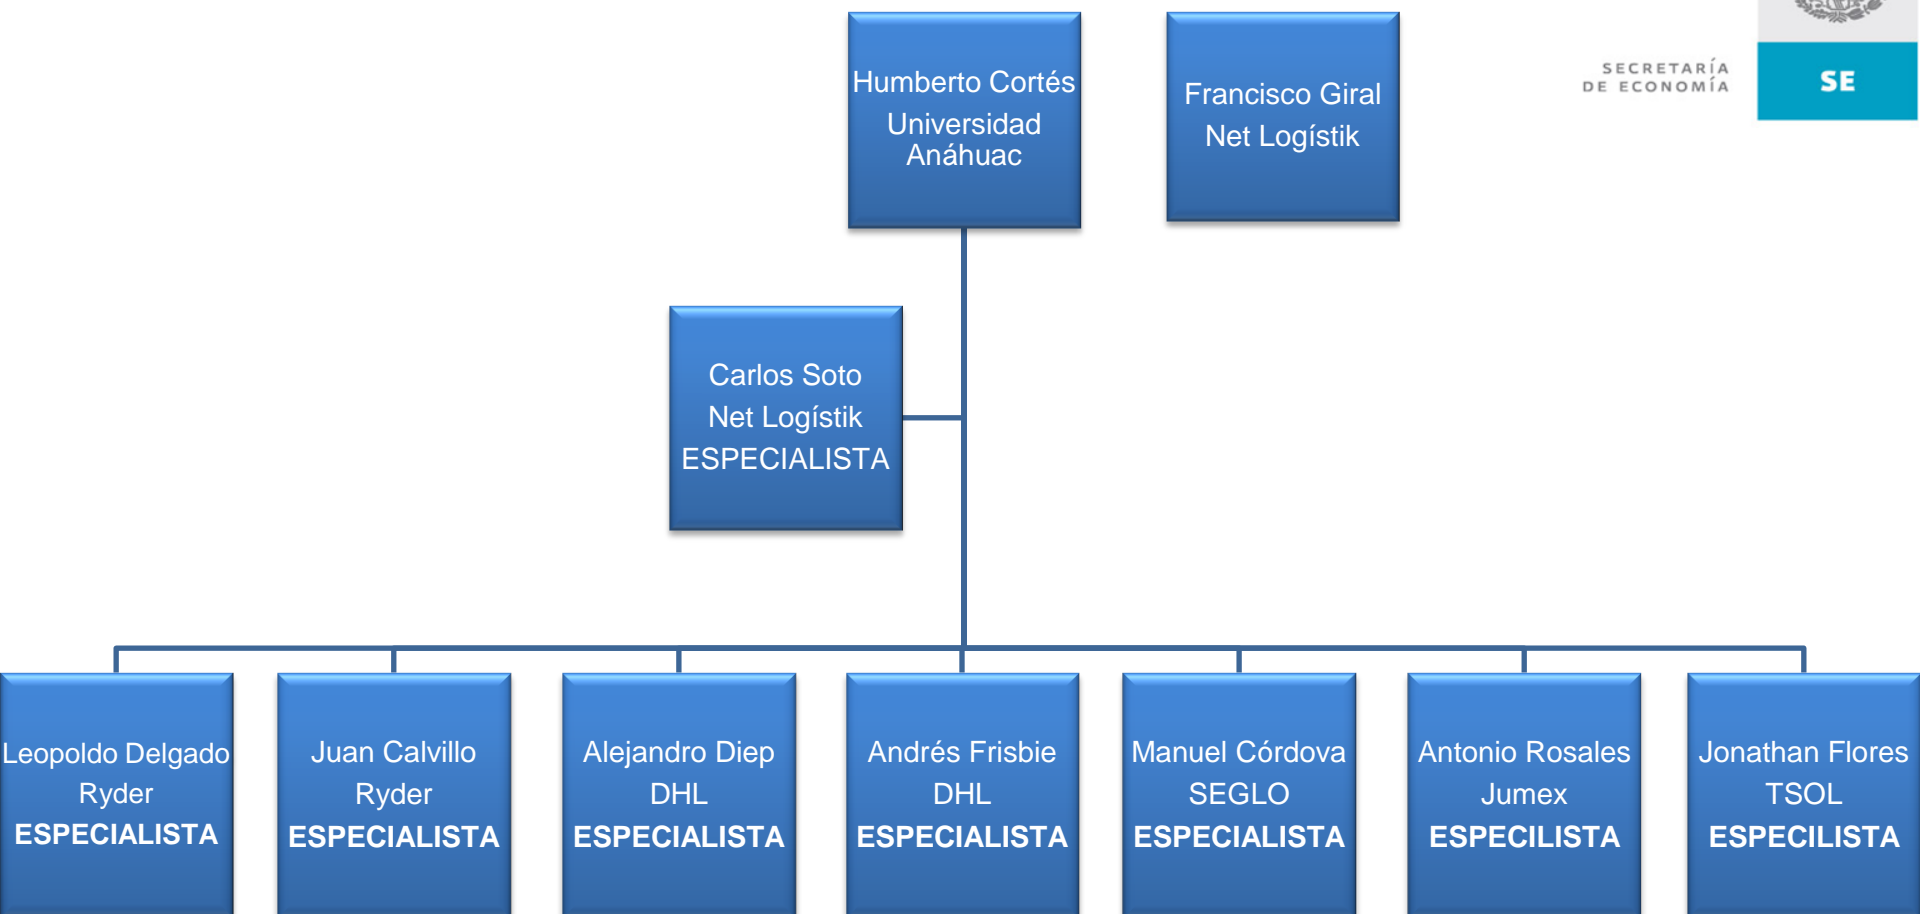 Humberto Cortés
Universidad
Anáhuac
Francisco Giral
Net Logístik
SECRETARÍA
DE ECONOMÍA
SE
Carlos Soto
Net Logístik
ESPECIALISTA
Leopoldo Delgado
Ryder
ESPECIALISTA
Juan Calvillo
Ryder
ESPECIALISTA
Alejandro Diep
DHL
ESPECIALISTA
Andrés Frisbie
DHL
ESPECIALISTA
Manuel Córdova
SEGLO
ESPECIALISTA
Antonio Rosales
Jumex
ESPECILISTA
Jonathan Flores
TSOL
ESPECILISTA